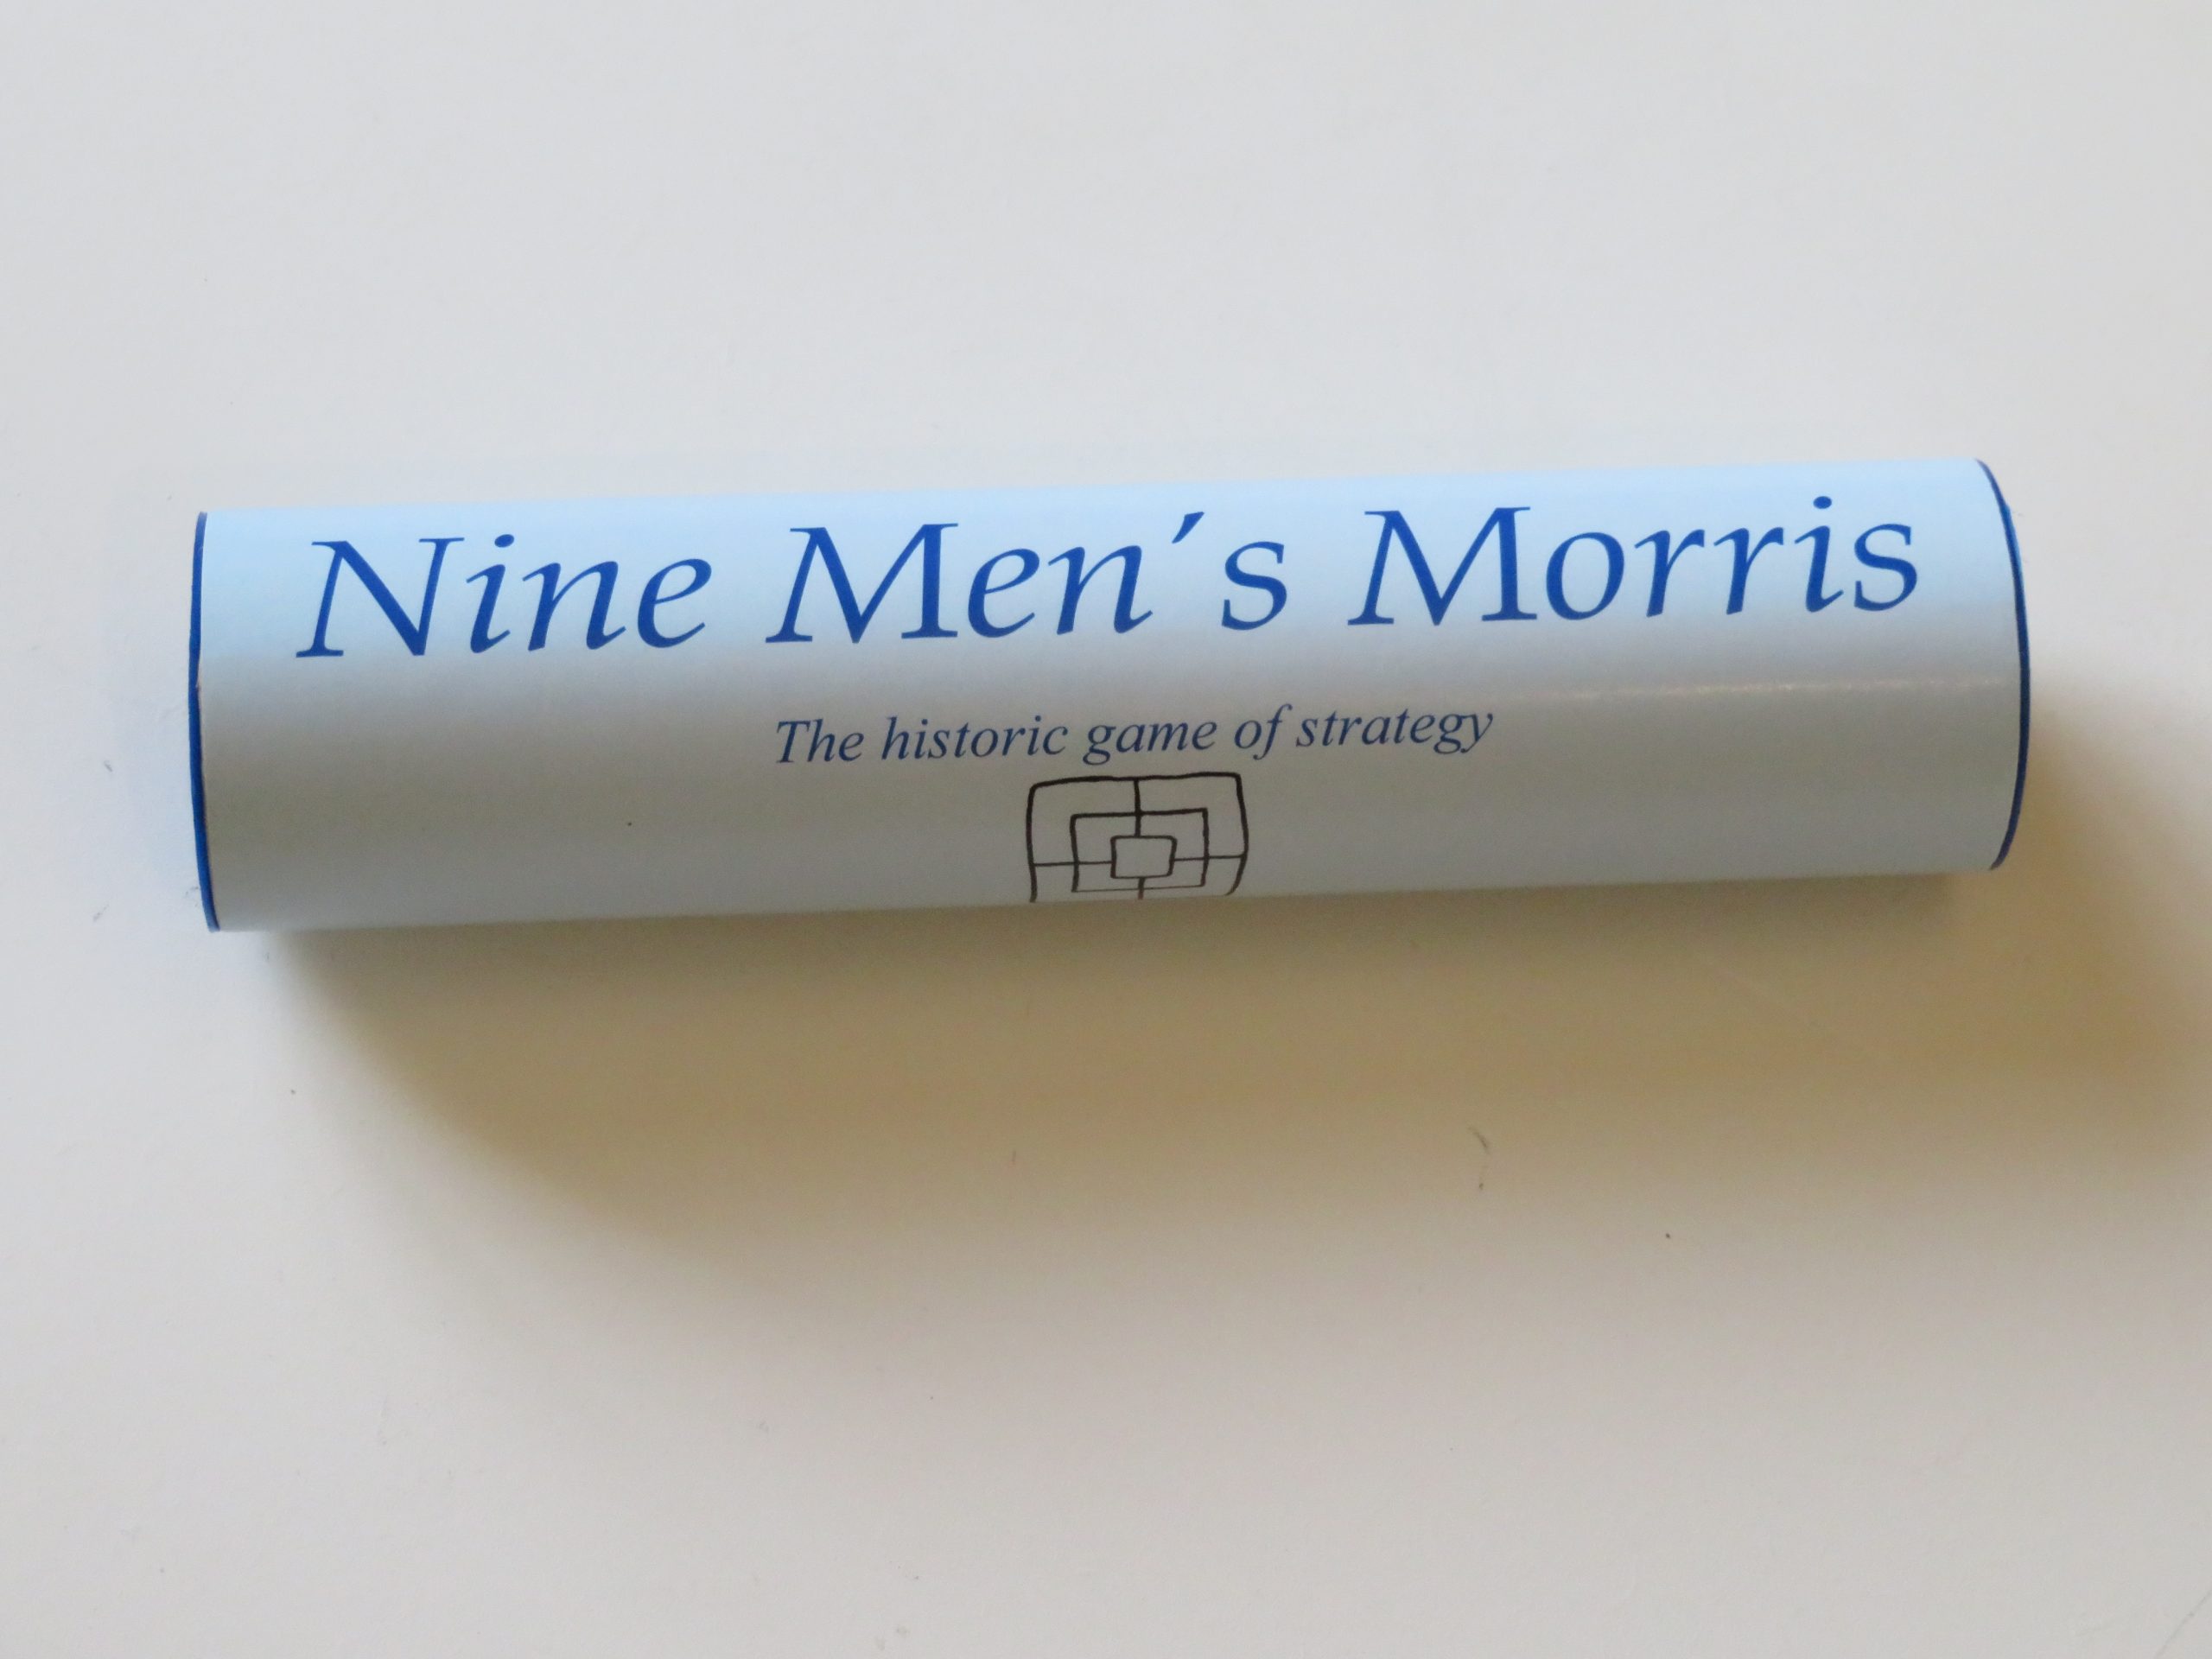 Nine Men´s Morris
The historic game of strategy